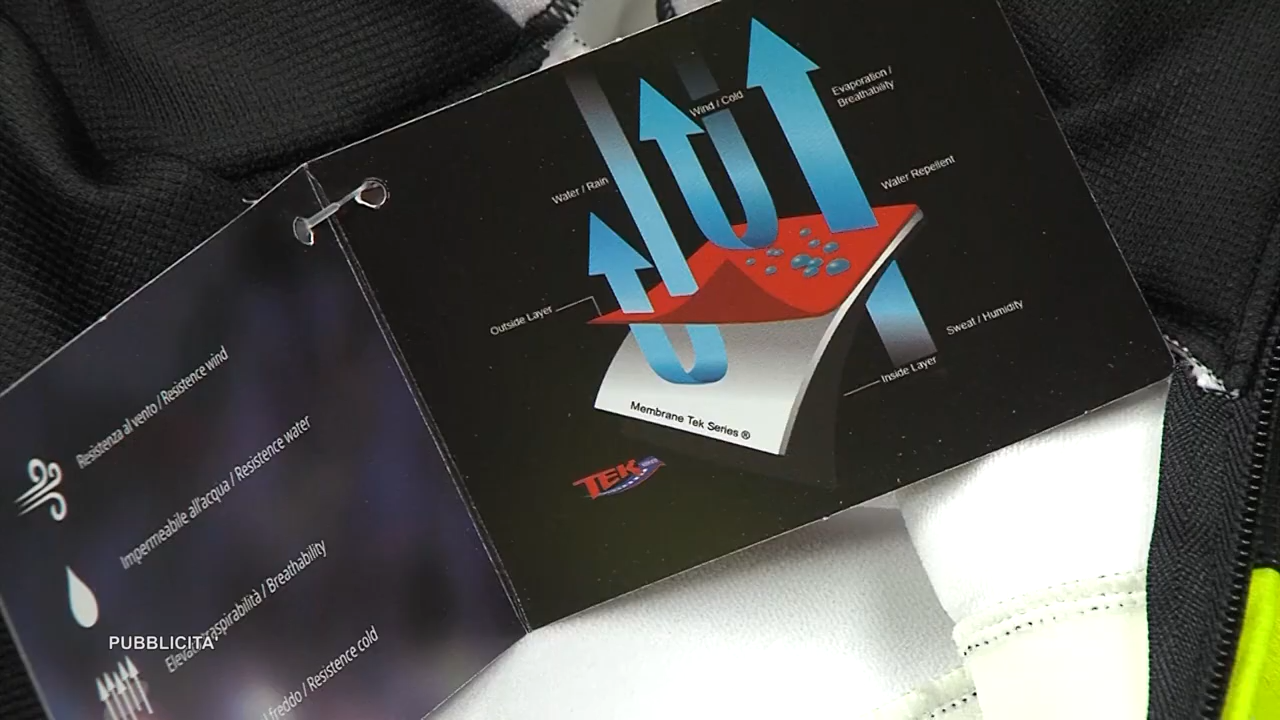 Evaporation /
Breathability
Wind / Cold
Water / Rain
Water Repellent
Outside Layer
Sweat / Humidity
Inside Layer
Membrane Tek Series ®
TEK
Resistenza al vento / Resistence wind
Impermeabile all'acqua / Resistence water
traspirabilità / Breathability
freddo / Resistence cold
PUBBLICITA'